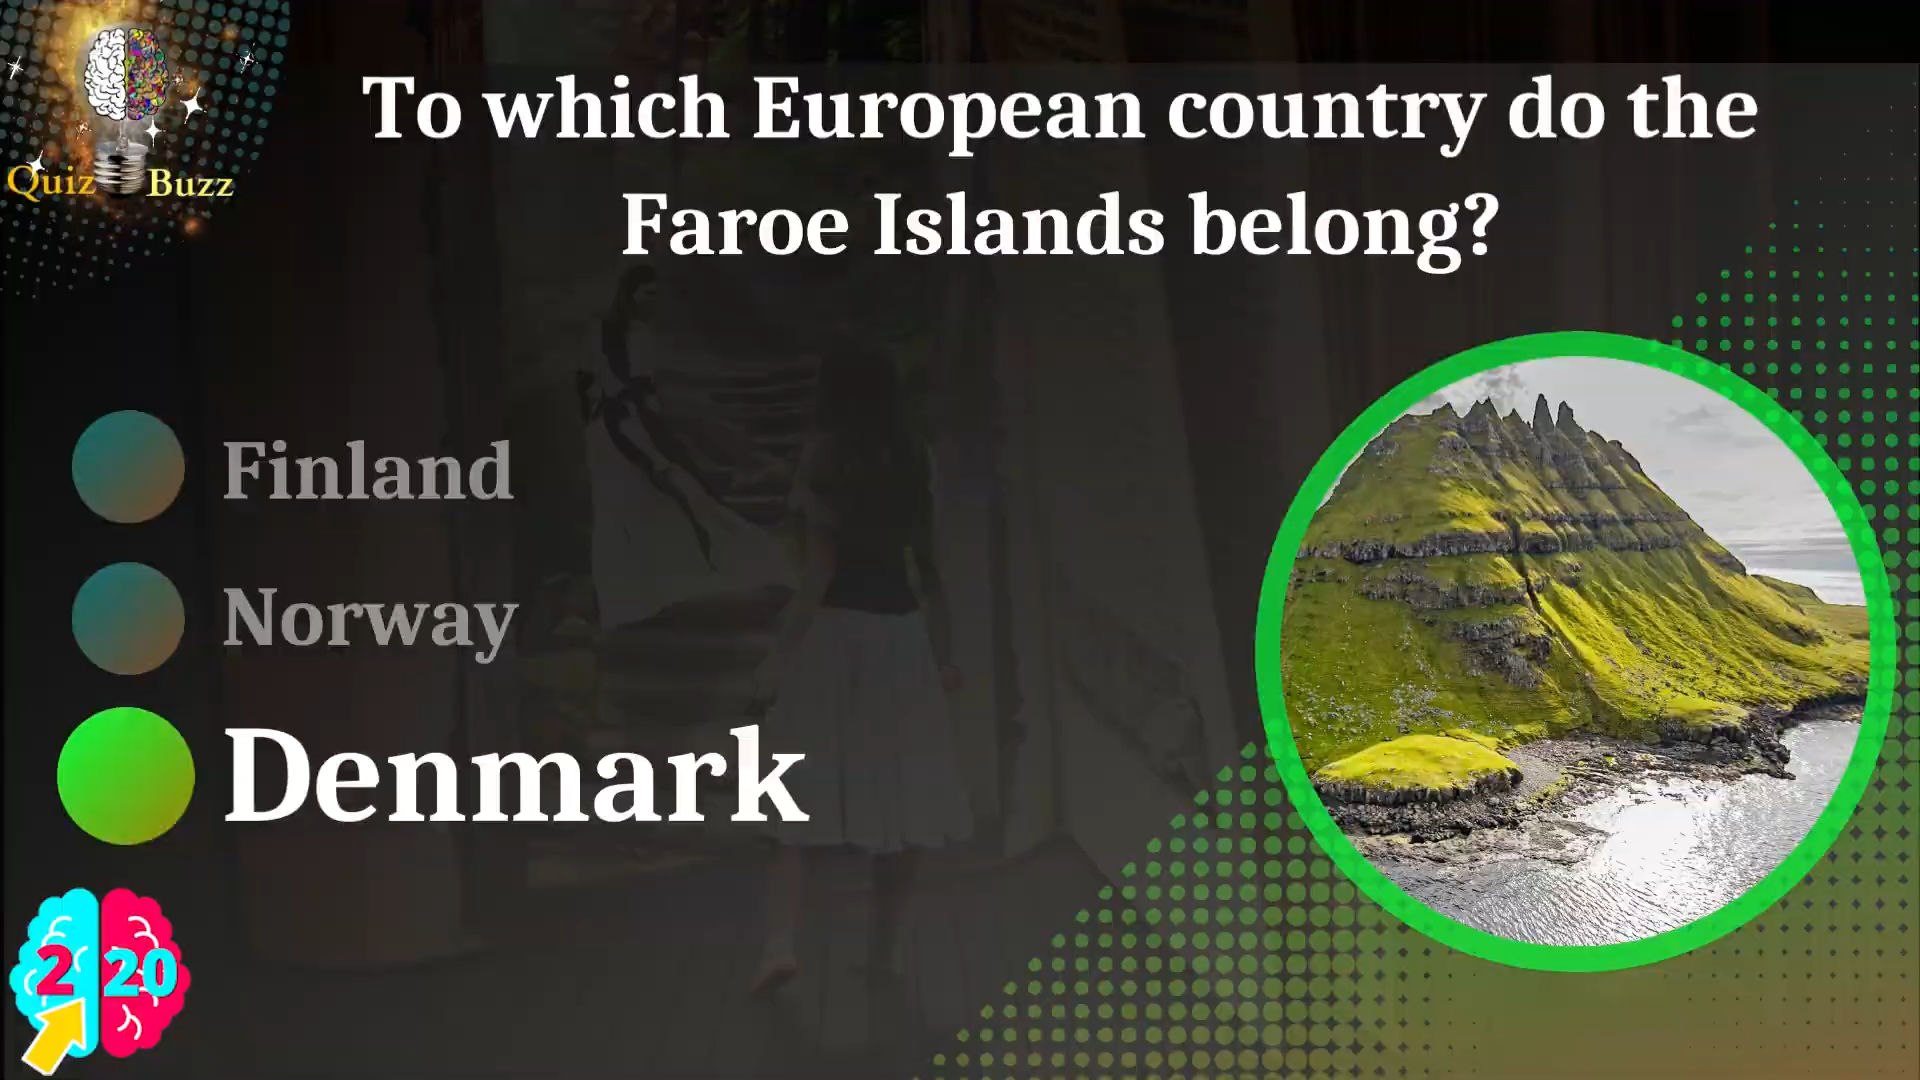 Quiz Buzz
To which European country do the
Faroe Islands belong?
Finland
Norway
Denmark
2 20